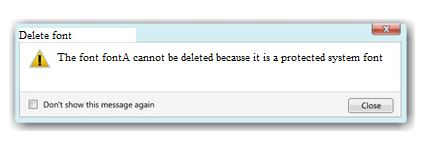 Delete font
The font fontA cannot be deleted because it is a protected system font
Don't show this message again
Close